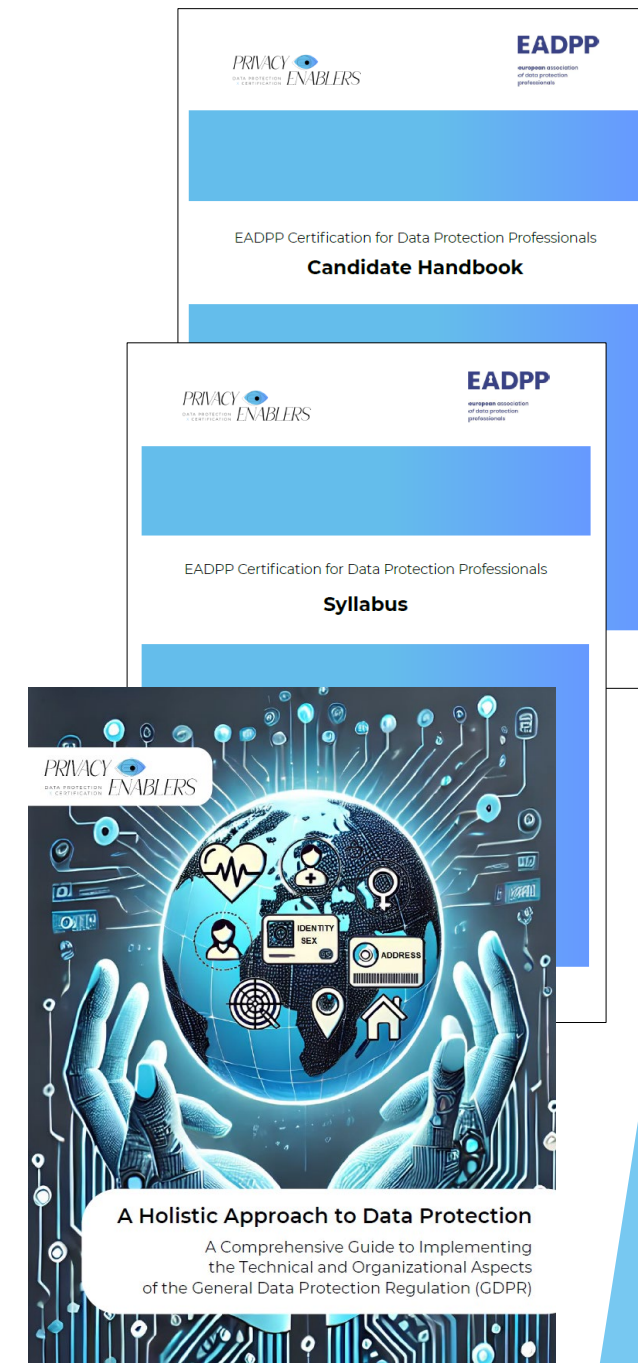 PRIVACY
DATA PROTECTION
+ CERTIFICATION
ENABLERS
EADPP
european association
of data protection
professionals
EADPP Certification for Data Protection Professionals
Candidate Handbook
PRIVACY
DATA PROTECTION
+ CERTIFICATION
ENABLERS
EADPP
european association
of data protection
professionals
EADPP Certification for Data Protection Professionals
Syllabus
PRIVACY
DATA PROTECTION
+ CERTIFICATION
ENABLERS
IDENTITY
SEX
ADDRESS
A Holistic Approach to Data Protection
A Comprehensive Guide to Implementing
the Technical and Organizational Aspects
of the General Data Protection Regulation (GDPR)